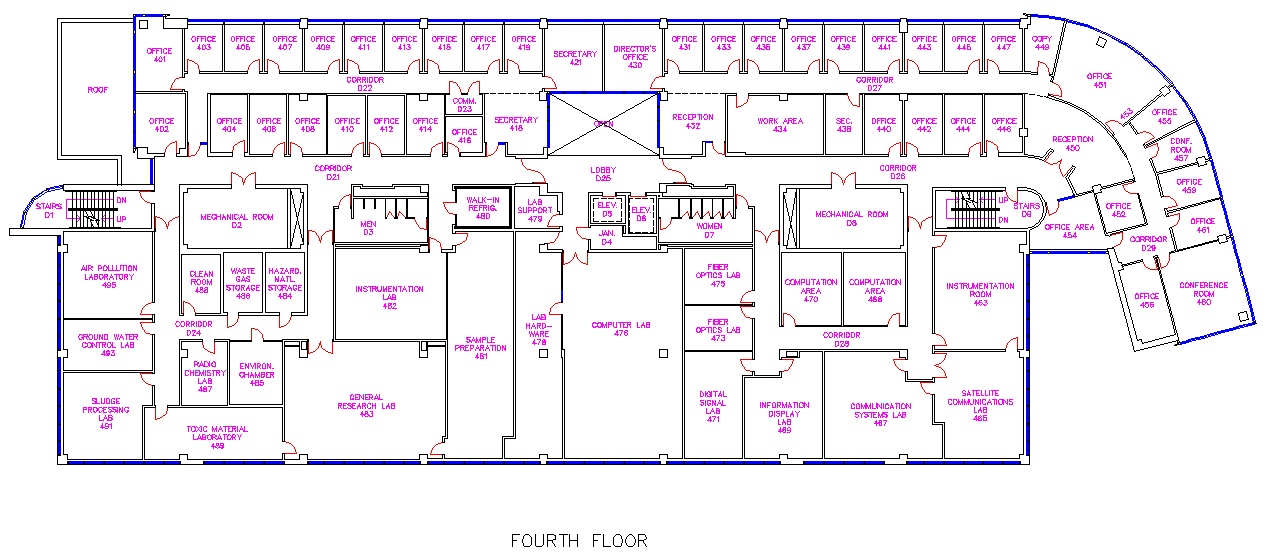 OFFICE
401
OFFICE
403
OFFICE
405
OFFICE
407
OFFICE
409
OFFICE
411
OFFICE
413
OFFICE
415
OFFICE
417
OFFICE
419
SECRETARY
421
DIRECTOR'S
OFFICE
430
OFFICE
431
OFFICE
433
OFFICE
435
OFFICE
437
OFFICE
439
OFFICE
441
OFFICE
443
OFFICE
445
OFFICE
447
COPY
449
OFFICE
451
ROOF
CORRIDOR
D22
CORRIDOR
D27
OFFICE
402
OFFICE
404
OFFICE
406
OFFICE
408
OFFICE
410
OFFICE
412
OFFICE
414
COMM.
D23
OFFICE
416
SECRETARY
418
OPEN
RECEPTION
432
WORK AREA
434
SEC.
438
OFFICE
440
OFFICE
442
OFFICE
444
OFFICE
446
RECEPTION
450
453
OFFICE
455
CONF.
ROOM
457
OFFICE
459
OFFICE
461
CORRIDOR
D21
LOBBY
D25
CORRIDOR
D26
STAIRS
D1
DN
UP
MECHANICAL ROOM
D2
MEN
D3
WALK-IN
REFRIG.
480
LAB
SUPPORT
479
ELEV.
D5
ELEV.
D6
JAN.
D4
WOMEN
D7
MECHANICAL ROOM
D8
UP
DN
STAIRS
D9
OFFICE AREA
454
OFFICE
452
CORRIDOR
D29
OFFICE
456
CONFERENCE
ROOM
460
AIR POLLUTION
LABORATORY
495
CLEAN
ROOM
488
WASTE
GAS
STORAGE
486
HAZARD.
MATL
STORAGE
484
INSTRUMENTATION
LAB
482
FIBER
OPTICS LAB
475
COMPUTATION
AREA
470
COMPUTATION
AREA
468
INSTRUMENTATION
ROOM
463
GROUND WATER
CONTROL LAB
493
CORRIDOR
D24
SAMPLE
PREPARATION
481
LAB
HARD-
WARE
478
COMPUTER LAB
476
FIBER
OPTICS LAB
473
CORRIDOR
D28
RADIO
CHEMISTRY
LAB
487
ENVIRON.
CHAMBER
485
SLUDGE
PROCESSING
LAB
491
TOXIC MATERIAL
LABORATORY
489
GENERAL
RESEARCH LAB
483
DIGITAL
SIGNAL
LAB
471
INFORMATION
DISPLAY
LAB
469
COMMUNICATION
SYSTEMS LAB
467
SATELLITE
COMMUNICATIONS
LAB
465
FOURTH FLOOR